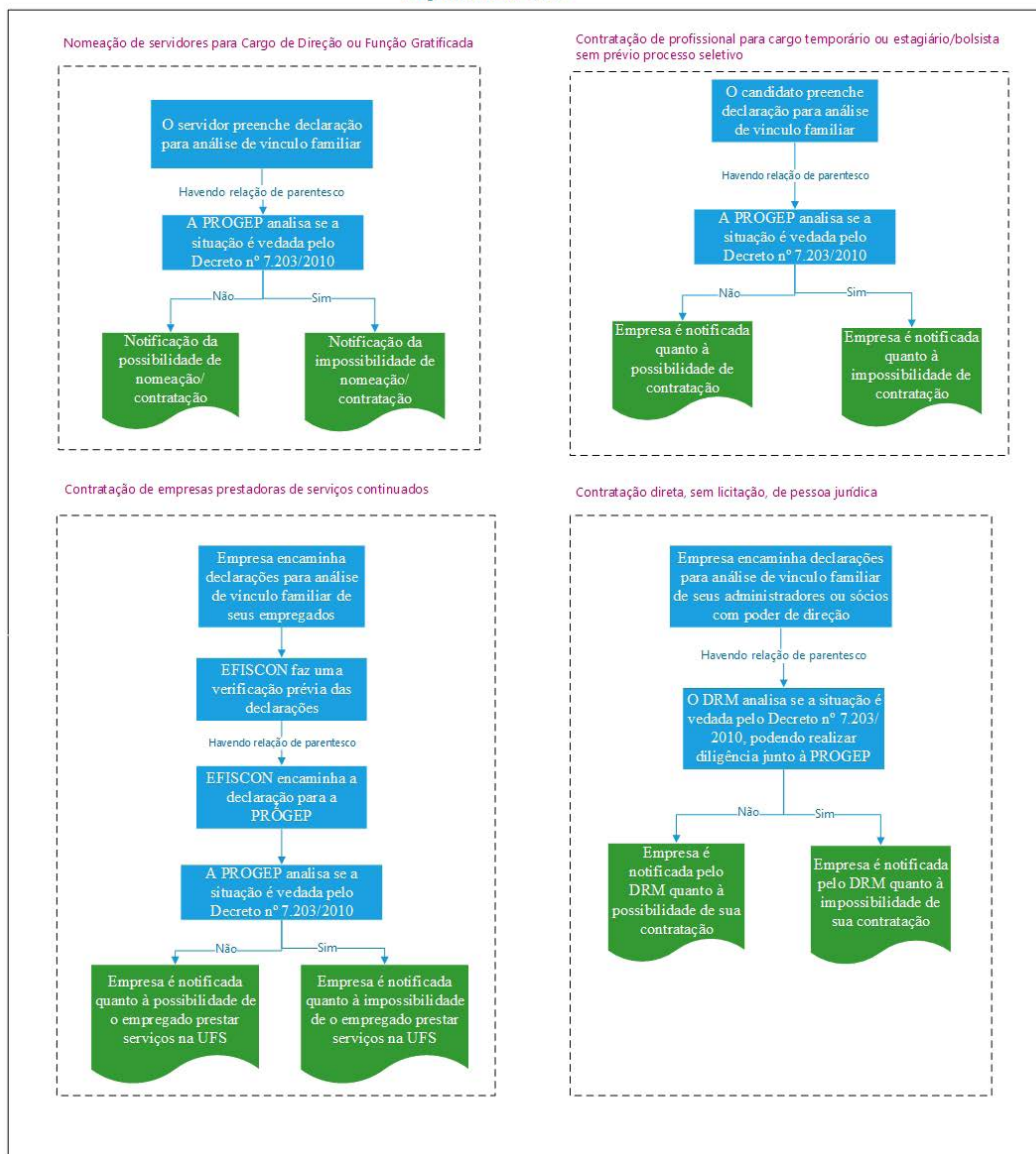 Nomeação de servidores para Cargo de Direção ou Função Gratificada
O servidor preenche declaração
para análise de vínculo familiar
Havendo relação de parentesco
A PROGEP analisa se a
situação é vedada pelo
Decreto nº 7.203/2010
Não
Sim
Notificação da
possibilidade de
nomeação/
contratação
Notificação da
impossibilidade de
nomeação/
contratação
Contratação de profissional para cargo temporário ou estagiário/bolsista
sem prévio processo seletivo
O candidato preenche
declaração para análise
de vínculo familiar
Havendo relação de parentesco
A PROGEP analisa se a
situação é vedada pelo
Decreto nº 7.203/2010
Não
Sim
Empresa é notificada
quanto à
possibilidade de
contratação
Empresa é notificada
quanto à
impossibilidade de
contratação
Contratação de empresas prestadoras de serviços continuados
Empresa encaminha
declarações para análise
de vínculo familiar de
seus empregados
EFISCON faz uma
verificação prévia das
declarações
Havendo relação de parentesco
EFISCON encaminha a
declaração para a
PROGEP
A PROGEP analisa se a
situação é vedada pelo
Decreto nº 7.203/2010
Não
Sim
Empresa é notificada
quanto à possibilidade de
o empregado prestar
serviços na UFS
Empresa é notificada
quanto à impossibilidade
de o empregado prestar
serviços na UFS
Contratação direta, sem licitação, de pessoa jurídica
Empresa encaminha declarações
para análise de vínculo familiar
de seus administradores ou sócios
com poder de direção
Havendo relação de parentesco
O DRM analisa se a situação é
vedada pelo Decreto nº 7.203/
2010, podendo realizar
diligência junto à PROGEP
Não
Sim
Empresa é
notificada pelo
DRM quanto à
possibilidade de sua
contratação
Empresa é notificada
pelo DRM quanto à
impossibilidade de
sua contratação